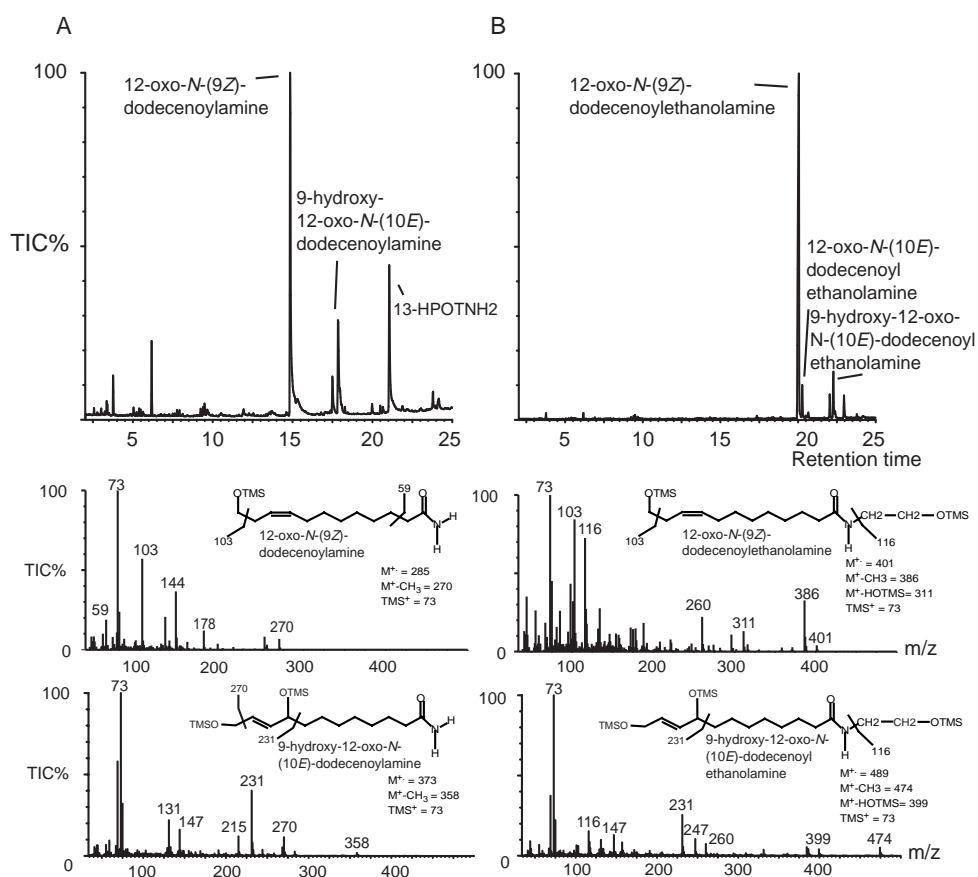 A
100
12-oxo-N-(9Z)-
dodecenoylamine
9-hydroxy-
12-oxo-N-(10E)-
dodecenoylamine
TIC%
13-HPOTNH2
5
10
15
20
25
B
100
12-oxo-N-(9Z)-
dodecenoylethanolamine
12-oxo-N-(10E)-
dodecenoyl
ethanolamine
9-hydroxy-12-oxo-
N-(10E)-dodecenoyl
ethanolamine
5
10
15
20
25
Retention time
100
TIC%
0
73
103
144
59
178
270
OTMS
103
59
O
N
H
H
12-oxo-N-(9Z)-
dodecenoylamine
M+· = 285
M+-CH3 = 270
TMS+ = 73
100
200
300
400
100
0
73
103
116
260
311
386
401
OTMS
103
O
N
H
CH2
CH2
OTMS
116
12-oxo-N-(9Z)-
dodecenoylethanolamine
M+· = 401
M+-CH3 = 386
M+-HOTMS= 311
TMS+ = 73
100
200
300
400
m/z
100
TIC%
0
73
131
147
215
231
270
358
270
OTMS
TMSO
231
O
N
H
H
9-hydroxy-12-oxo-N-
(10E)-dodecenoylamine
M+· = 373
M+-CH3 = 358
TMS+ = 73
100
200
300
400
100
0
73
116
147
231
247
260
399
474
OTMS
TMSO
231
O
N
H
CH2
CH2
OTMS
116
9-hydroxy-12-oxo-N-
(10E)-dodecenoyl
ethanolamine
M+· = 489
M+-CH3 = 474
M+-HOTMS= 399
TMS+ = 73
100
200
300
400
m/z